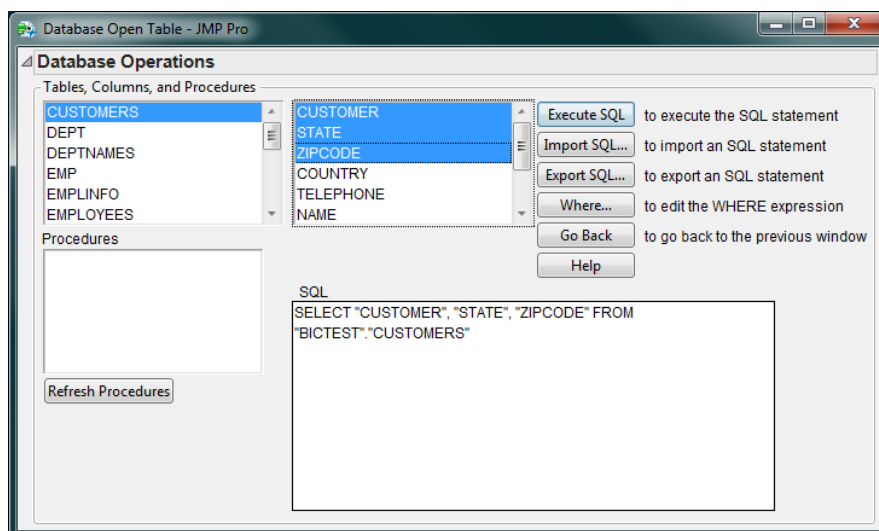 Database Open Table - JMP Pro
Database Operations
Tables, Columns, and Procedures
CUSTOMERS
DEPT
DEPTNAMES
EMP
EMPLINFO
EMPLOYEES
CUSTOMER
STATE
ZIPCODE
COUNTRY
TELEPHONE
NAME
Execute SQL to execute the SQL statement
Import SQL... to import an SQL statement
Export SQL... to export an SQL statement
Where... to edit the WHERE expression
Go Back to go back to the previous window
Help
Procedures
Refresh Procedures
SQL
SELECT "CUSTOMER", "STATE", "ZIPCODE" FROM
"BICTEST"."CUSTOMERS"